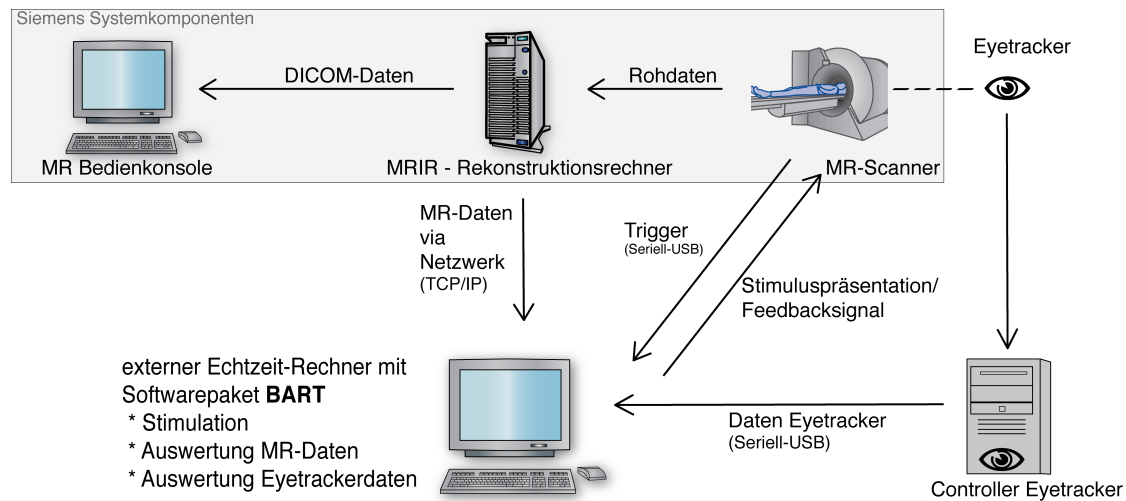 Siemens Systemkomponenten
Eyetracker
DICOM-Daten
Rohdaten
MR Bedienkonsole
MRIR - Rekonstruktionsrechner
MR-Scanner
MR-Daten
via
Netzwerk
(TCP/IP)
Trigger
(Seriell-USB)
Stimuluspräsentation/
Feedbacksignal
externer Echtzeit-Rechner mit
Softwarepaket BART
* Stimulation
* Auswertung MR-Daten
* Auswertung Eyetrackerdaten
Daten Eyetracker
(Seriell-USB)
Controller Eyetracker